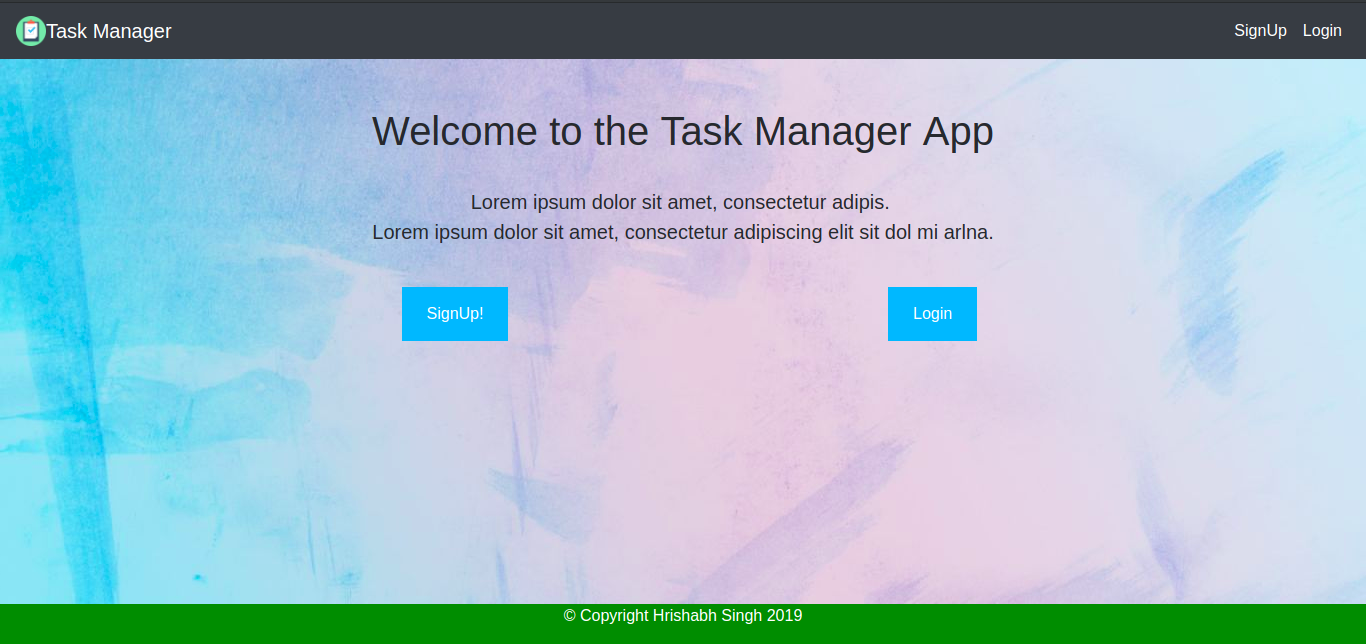 Task Manager
SignUp Login
Welcome to the Task Manager App
Lorem ipsum dolor sit amet, consectetur adipis.
Lorem ipsum dolor sit amet, consectetur adipiscing elit sit dol mi arlna.
SignUp!
Login
© Copyright Hrishabh Singh 2019